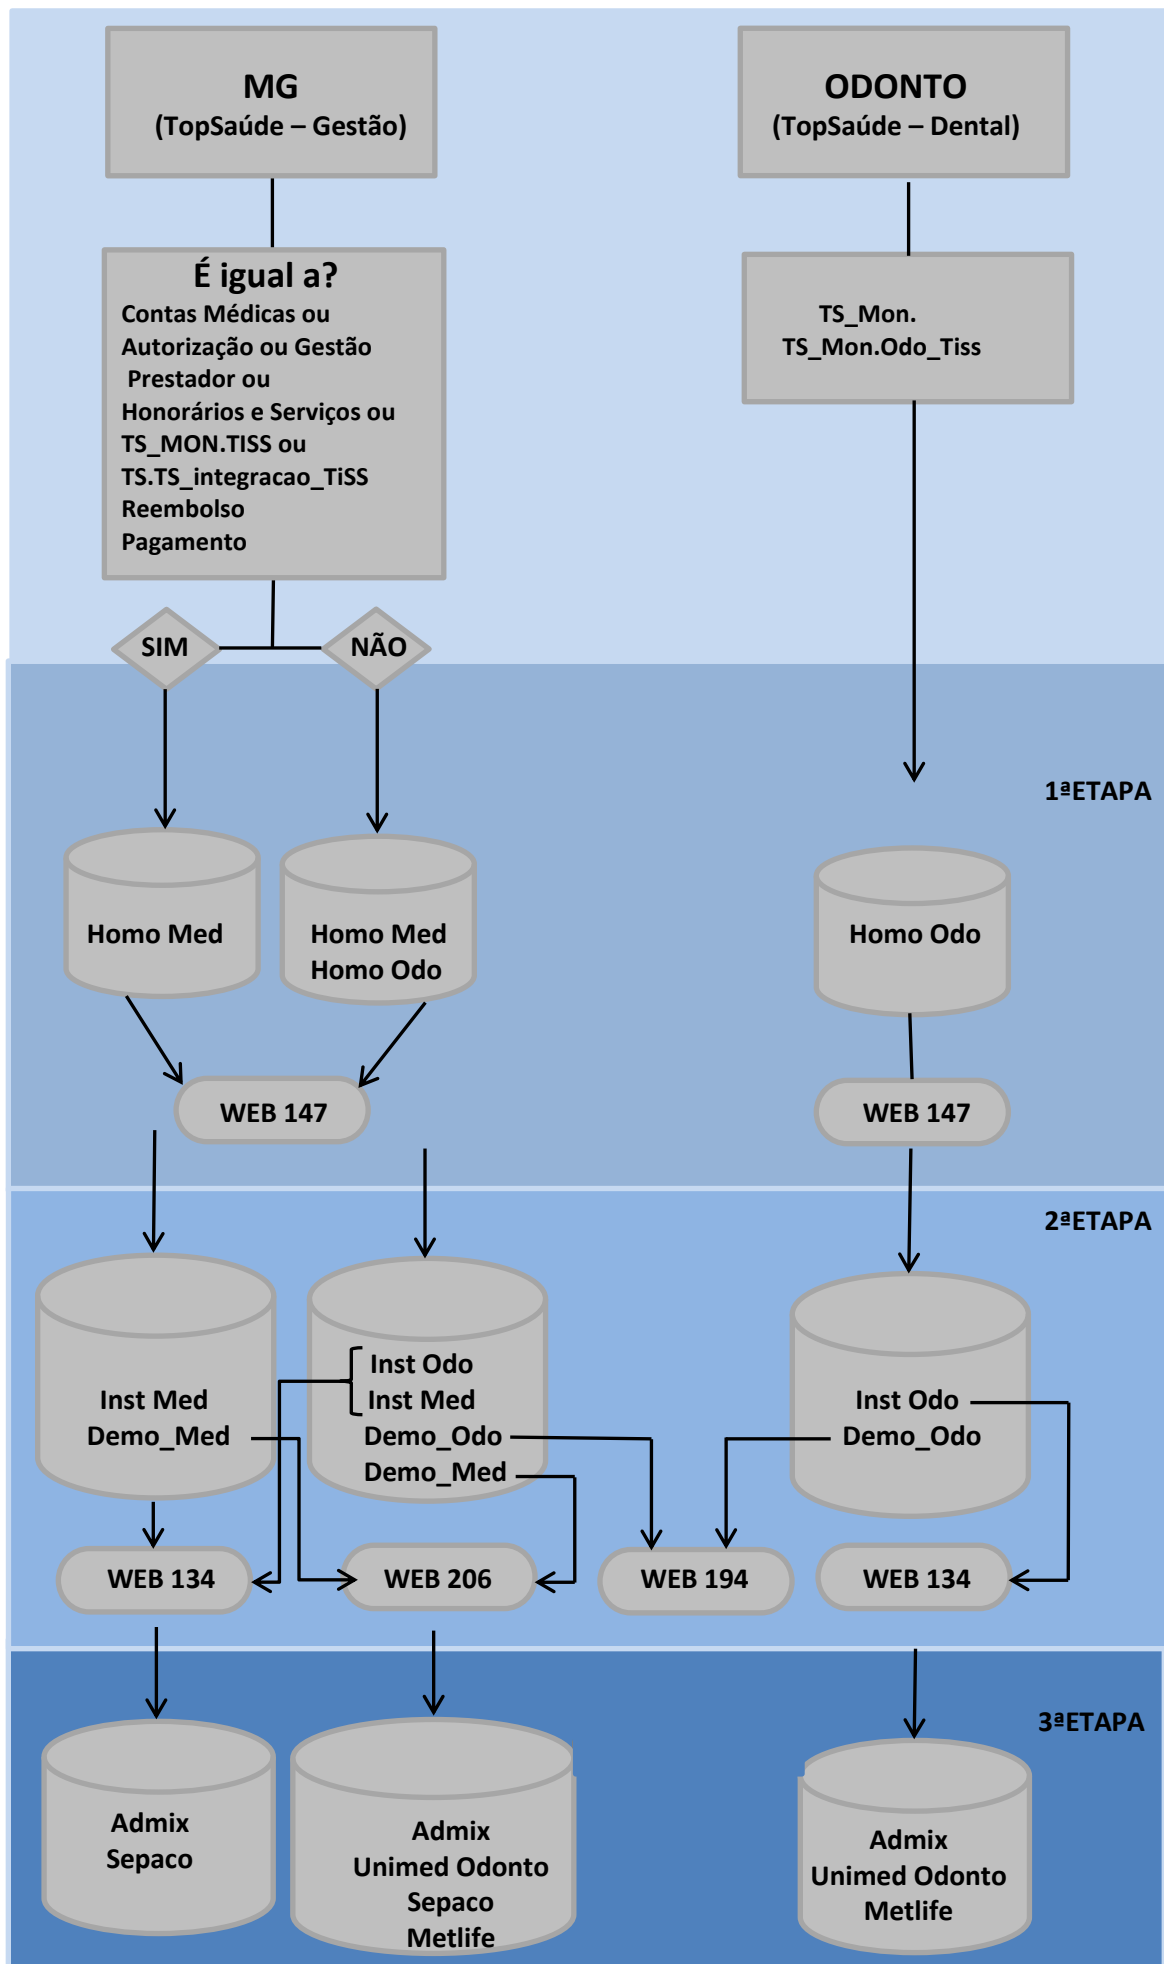 MG
(TopSaúde – Gestão)
ODONTO
(TopSaúde – Dental)
É igual a?
Contas Médicas ou
Autorização ou Gestão
Prestador ou
Honorários e Serviços ou
TS_MON.TISS ou
TS.TS_integracao_TiSS
Reembolso
Pagamento
TS_Mon.
TS_Mon.Odo_Tiss
SIM
NÃO
1ªETAPA
Homo Med
Homo Med
Homo Odo
Homo Odo
WEB 147
WEB 147
2ªETAPA
Inst Med
Demo_Med
Inst Odo
Inst Med
Demo_Odo
Demo_Med
Inst Odo
Demo_Odo
WEB 134
WEB 206
WEB 194
WEB 134
3ªETAPA
Admix
Sepaco
Admix
Unimed Odonto
Sepaco
Metlife
Admix
Unimed Odonto
Metlife